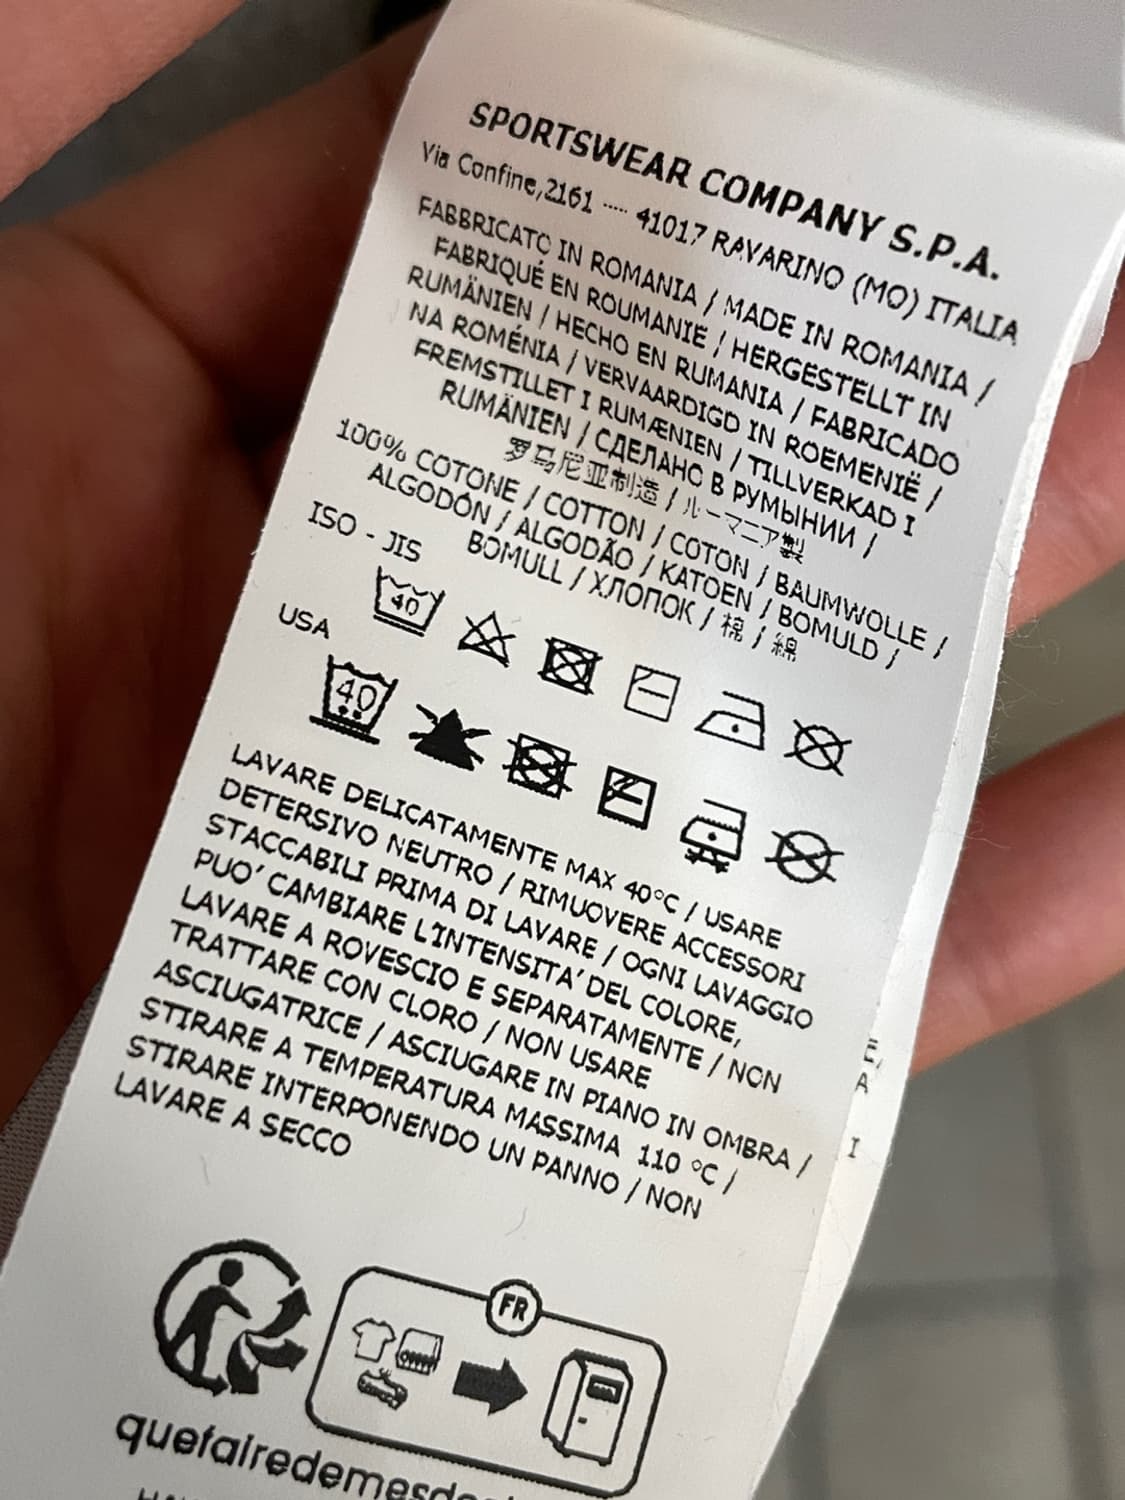 SPORTSWEAR COMPANY S.P.A.
Via Confine,2161 ····· 41017 RAVARINO (MO) ITALIA
FABBRICATO IN ROMANIA / MADE IN ROMANIA /
FABRIQUÉ EN ROUMANIE / HERGESTELLT IN
RUMÄNIEN / HECHO EN RUMANIA / FABRICADO
NA ROMÉNIA / VERVAARDIGD IN ROEMENIË /
FREMSTILLET I RUMÆNIEN / TILLVERKAD I
RUMÄNIEN / СДЕЛАНО В РУМЫНИИ /
罗马尼亚制造 / ルーマニア製
100% COTONE / COTTON / COTON / BAUMWOLLE /
ALGODÓN / ALGODÃO / KATOEN / BOMULD /
BOMULL / ХЛОПОК / 棉 / 綿
ISO - JIS
40
USA
40
LAVARE DELICATAMENTE MAX 40°C / USARE
DETERSIVO NEUTRO / RIMUOVERE ACCESSORI
STACCABILI PRIMA DI LAVARE / OGNI LAVAGGIO
PUO' CAMBIARE L'INTENSITA' DEL COLORE,
LAVARE A ROVESCIO E SEPARATAMENTE / NON
TRATTARE CON CLORO / NON USARE
ASCIUGATRICE / ASCIUGARE IN PIANO IN OMBRA /
STIRARE A TEMPERATURA MASSIMA 110 °C /
STIRARE INTERPONENDO UN PANNO / NON
LAVARE A SECCO
E,
A
I
FR
quefairedemesde